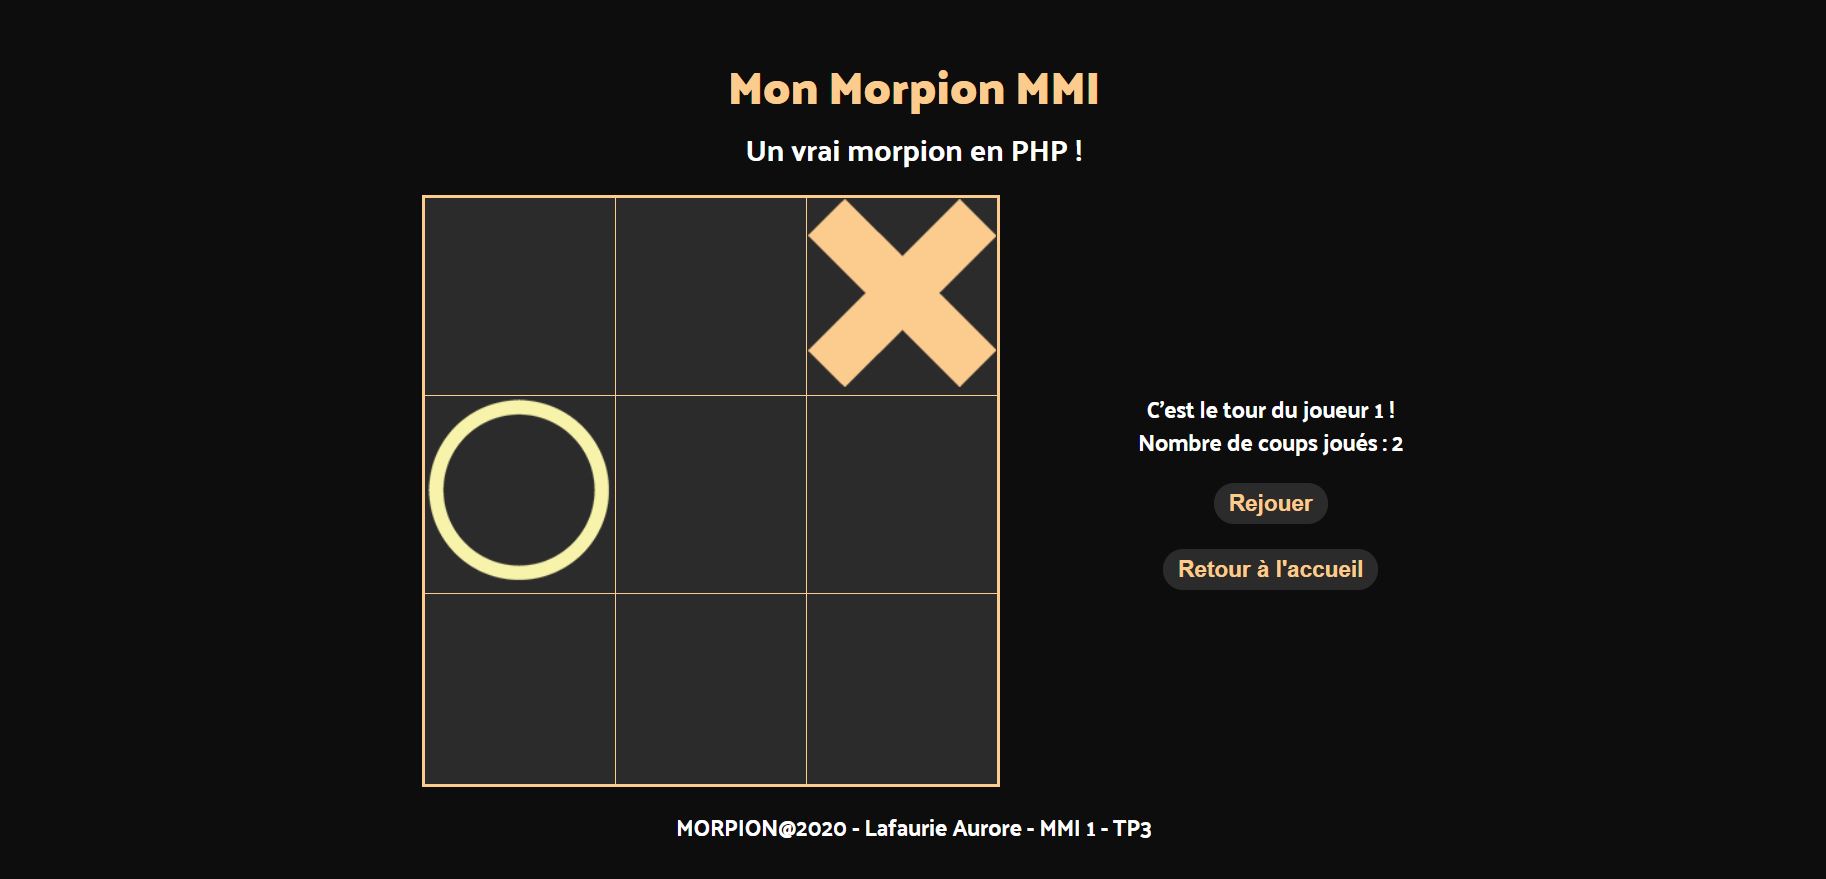 Mon Morpion MMI
Un vrai morpion en PHP !
C'est le tour du joueur 1 !
Nombre de coups joués : 2
Rejouer
Retour à l'accueil
MORPION@2020 - Lafaurie Aurore - MMI 1 - TP3